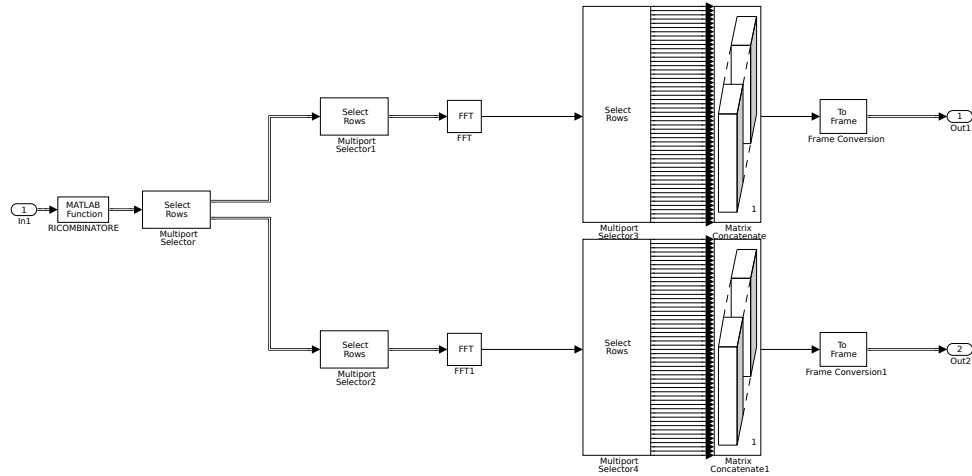 1
In1
MATLAB
Function
RICOMBINATORE
Select
Rows
Multiport
Selector
Select
Rows
Multiport
Selector1
FFT
FFT
Select
Rows
Multiport
Selector3
1
Matrix
Concatenate
To
Frame
Frame Conversion
1
Out1
Select
Rows
Multiport
Selector2
FFT
FFT1
Select
Rows
Multiport
Selector4
1
Matrix
Concatenate1
To
Frame
Frame Conversion1
2
Out2